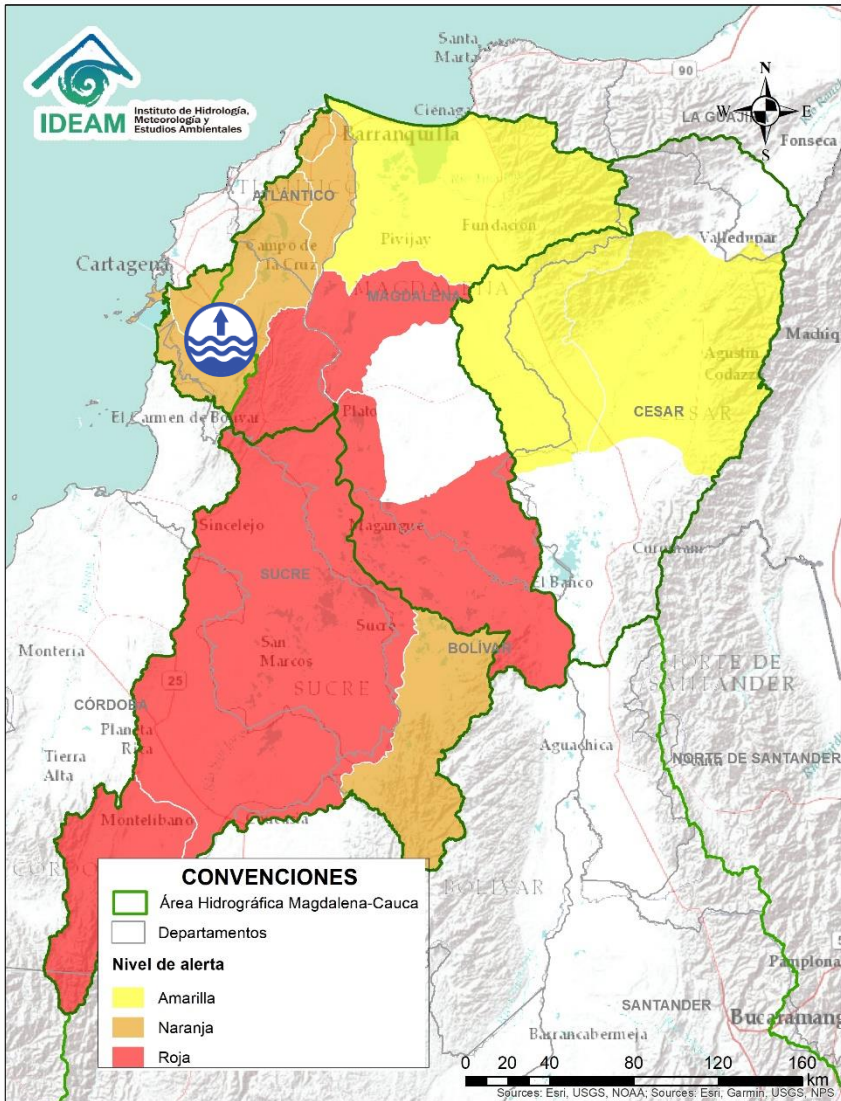 IDEAM
Instituto de Hidrología,
Meteorología y
Estudios Ambientales
Santa
Marta
90
N
W
E
S
LA GUAJIR
Ciénaga
Barranquilla
Fonseca
ATLÁNTICO
Campo de
la Cruz
Pivijay
Fundación
Valledupar
Cartagena
MAGDALENA
Machiq
Agustín
Codazzi
El Carmen de Bolívar
Plato
CESAR
Sincelejo
Magangué
SUCRE
El Banco
Curumaní
Sucre
San
Marcos
BOLÍVAR
Montería
25
SUCRE
NORTE DE
SANTANDER
CÓRDOBA
Planeta
Rica
Tierra
Alta
Aguachica
NORTE DE SANTANDER
Montelíbano
Caucasia
BOLÍVAR
CONVENCIONES
Área Hidrográfica Magdalena-Cauca
Departamentos
Nivel de alerta
Amarilla
Naranja
Roja
Pamplona
SANTANDER
Bucaramang
Barrancabermeja
0 20 40 80 120 160
km
Sources: Esri, USGS, NOAA; Sources: Esri, Garmin, USGS, NPS